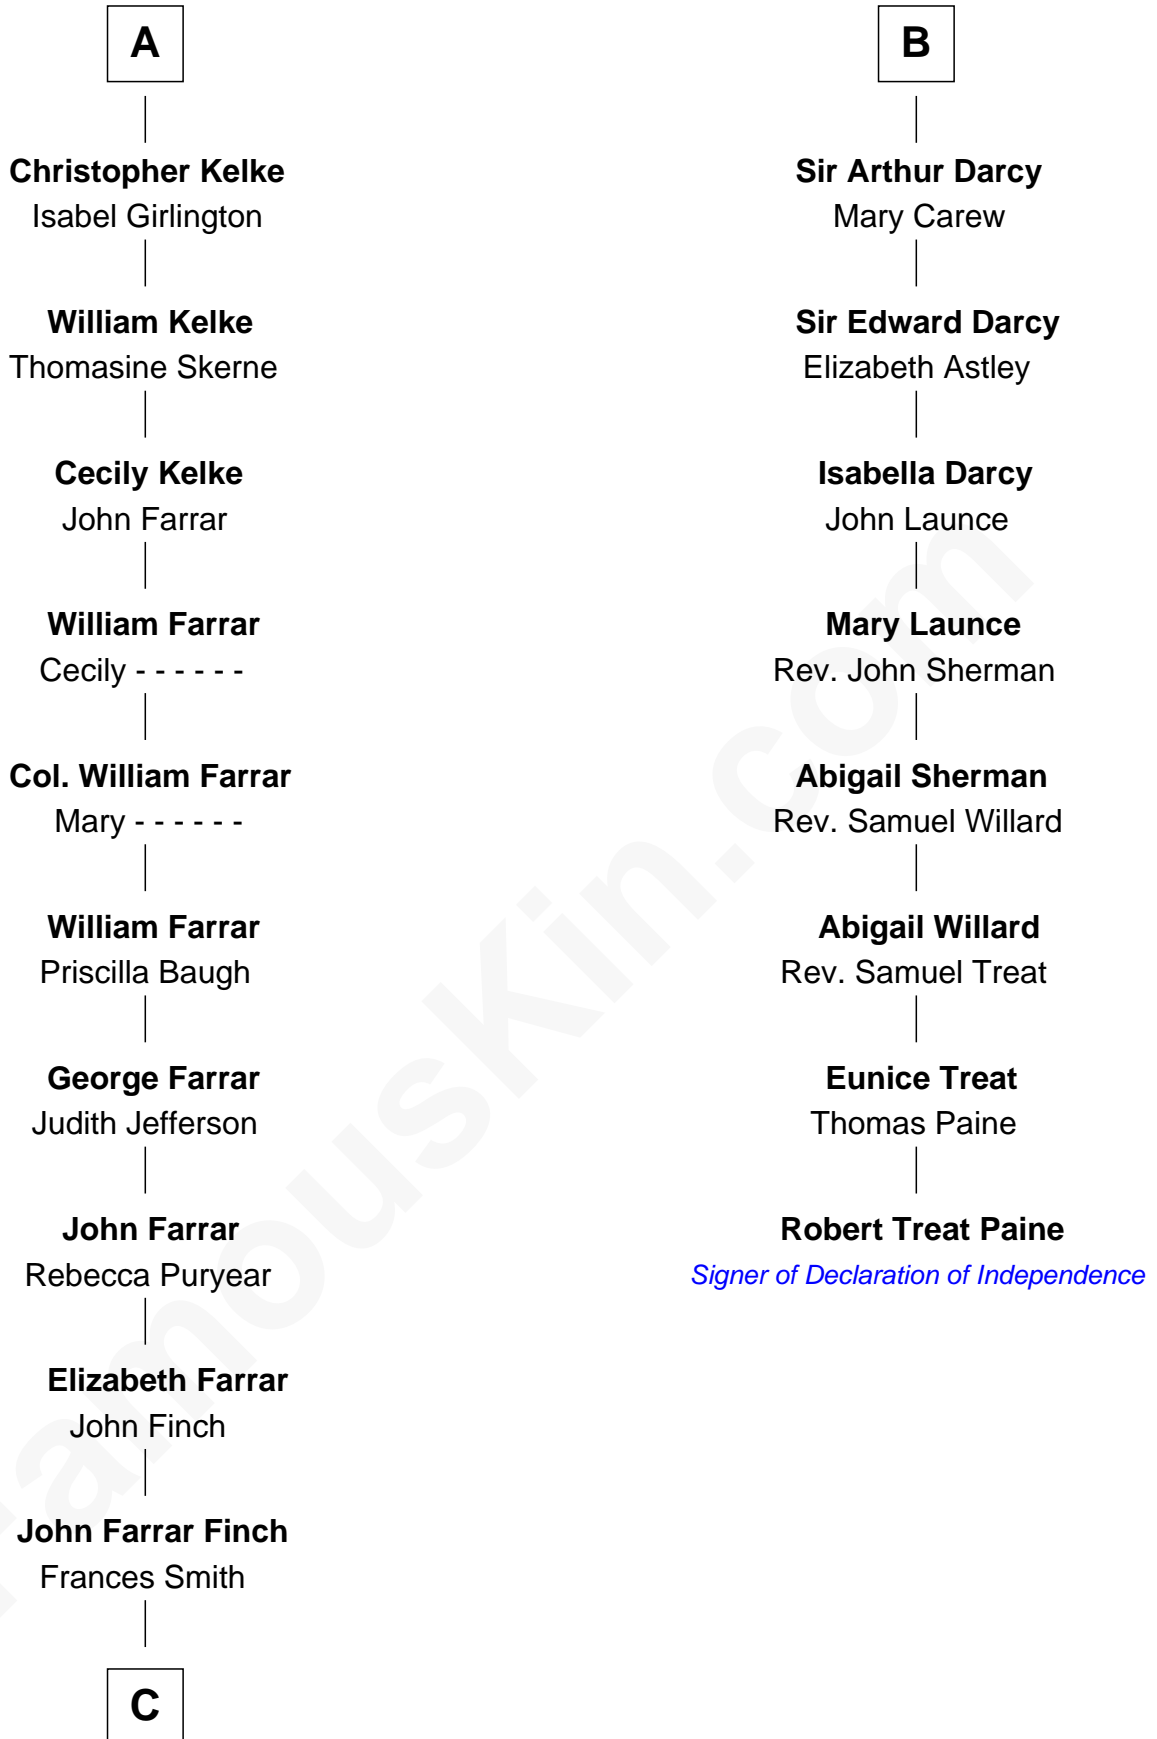 A
Christopher Kelke
Isabel Girlington
William Kelke
Thomasine Skerne
Cecily Kelke
John Farrar
William Farrar
Cecily - - - - - -
Col. William Farrar
Mary - - - - - -
William Farrar
Priscilla Baugh
George Farrar
Judith Jefferson
John Farrar
Rebecca Puryear
Elizabeth Farrar
John Finch
John Farrar Finch
Frances Smith
C
B
Sir Arthur Darcy
Mary Carew
Sir Edward Darcy
Elizabeth Astley
Isabella Darcy
John Launce
Mary Launce
Rev. John Sherman
Abigail Sherman
Rev. Samuel Willard
Abigail Willard
Rev. Samuel Treat
Eunice Treat
Thomas Paine
Robert Treat Paine
Signer of Declaration of Independence
FamousKin.com